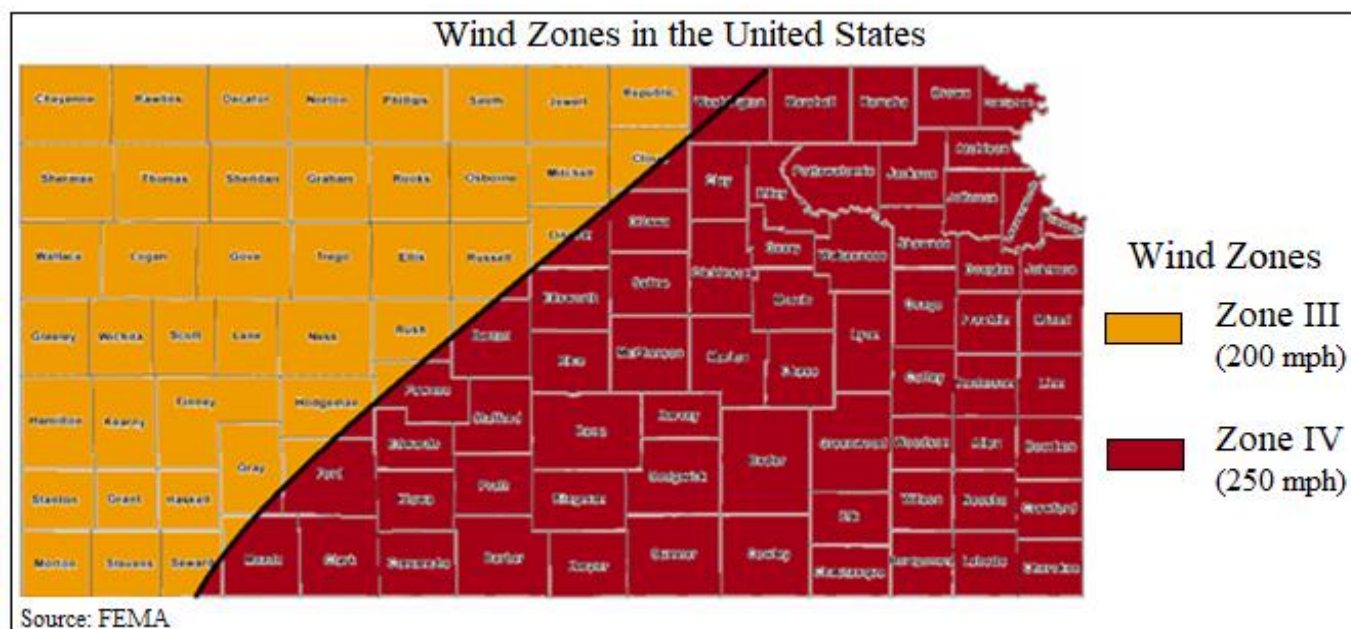 Wind Zones in the United States
Cheyenne Rawlins Decatur Norton Phillips Smith Jewell Republic Washington Marshall Nemaha Brown
Cloud Atchison
Sherman Thomas Sheridan Graham Rooks Osborne Mitchell Clay Riley Pottawatomie Jackson Jefferson
Wallace Logan Gove Trego Ellis Russell Lincoln Ottawa Geary Wabaunsee Shawnee Douglas Johnson
Saline Dickinson Ellsworth Morris Osage Franklin Miami
Greeley Wichita Scott Lane Ness Rush Barton Rice McPherson Marion Chase Lyon Coffey Anderson Linn
Hamilton Kearny Finney Hodgeman Pawnee Stafford Reno Harvey
Gray Ford Edwards Sedgwick Butler Greenwood Woodson Allen Bourbon
Stanton Grant Haskell Kiowa Pratt Kingman Elk Wilson Neosho Crawford
Morton Stevens Seward Meade Clark Comanche Barber Harper Sumner Cowley Chautauqua Montgomery Labette Cherokee
Wind Zones
Zone III
(200 mph)
Zone IV
(250 mph)
Source: FEMA